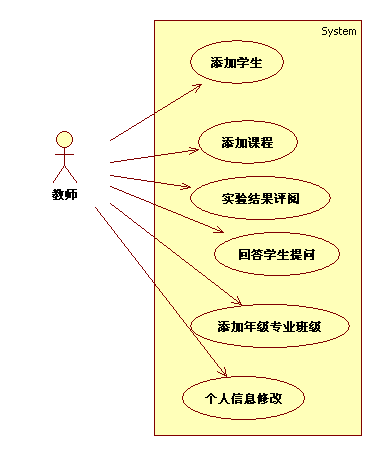 System
添加学生
添加课程
教师
实验结果评阅
回答学生提问
添加年级专业班级
个人信息修改